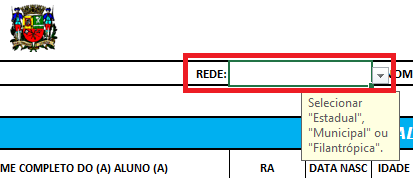 REDE:
OM
Selecionar
"Estadual",
"Municipal" ou
"Filantrópica".
AL
ME COMPLETO DO (A) ALUNO (A) RA DATA NASC IDADE